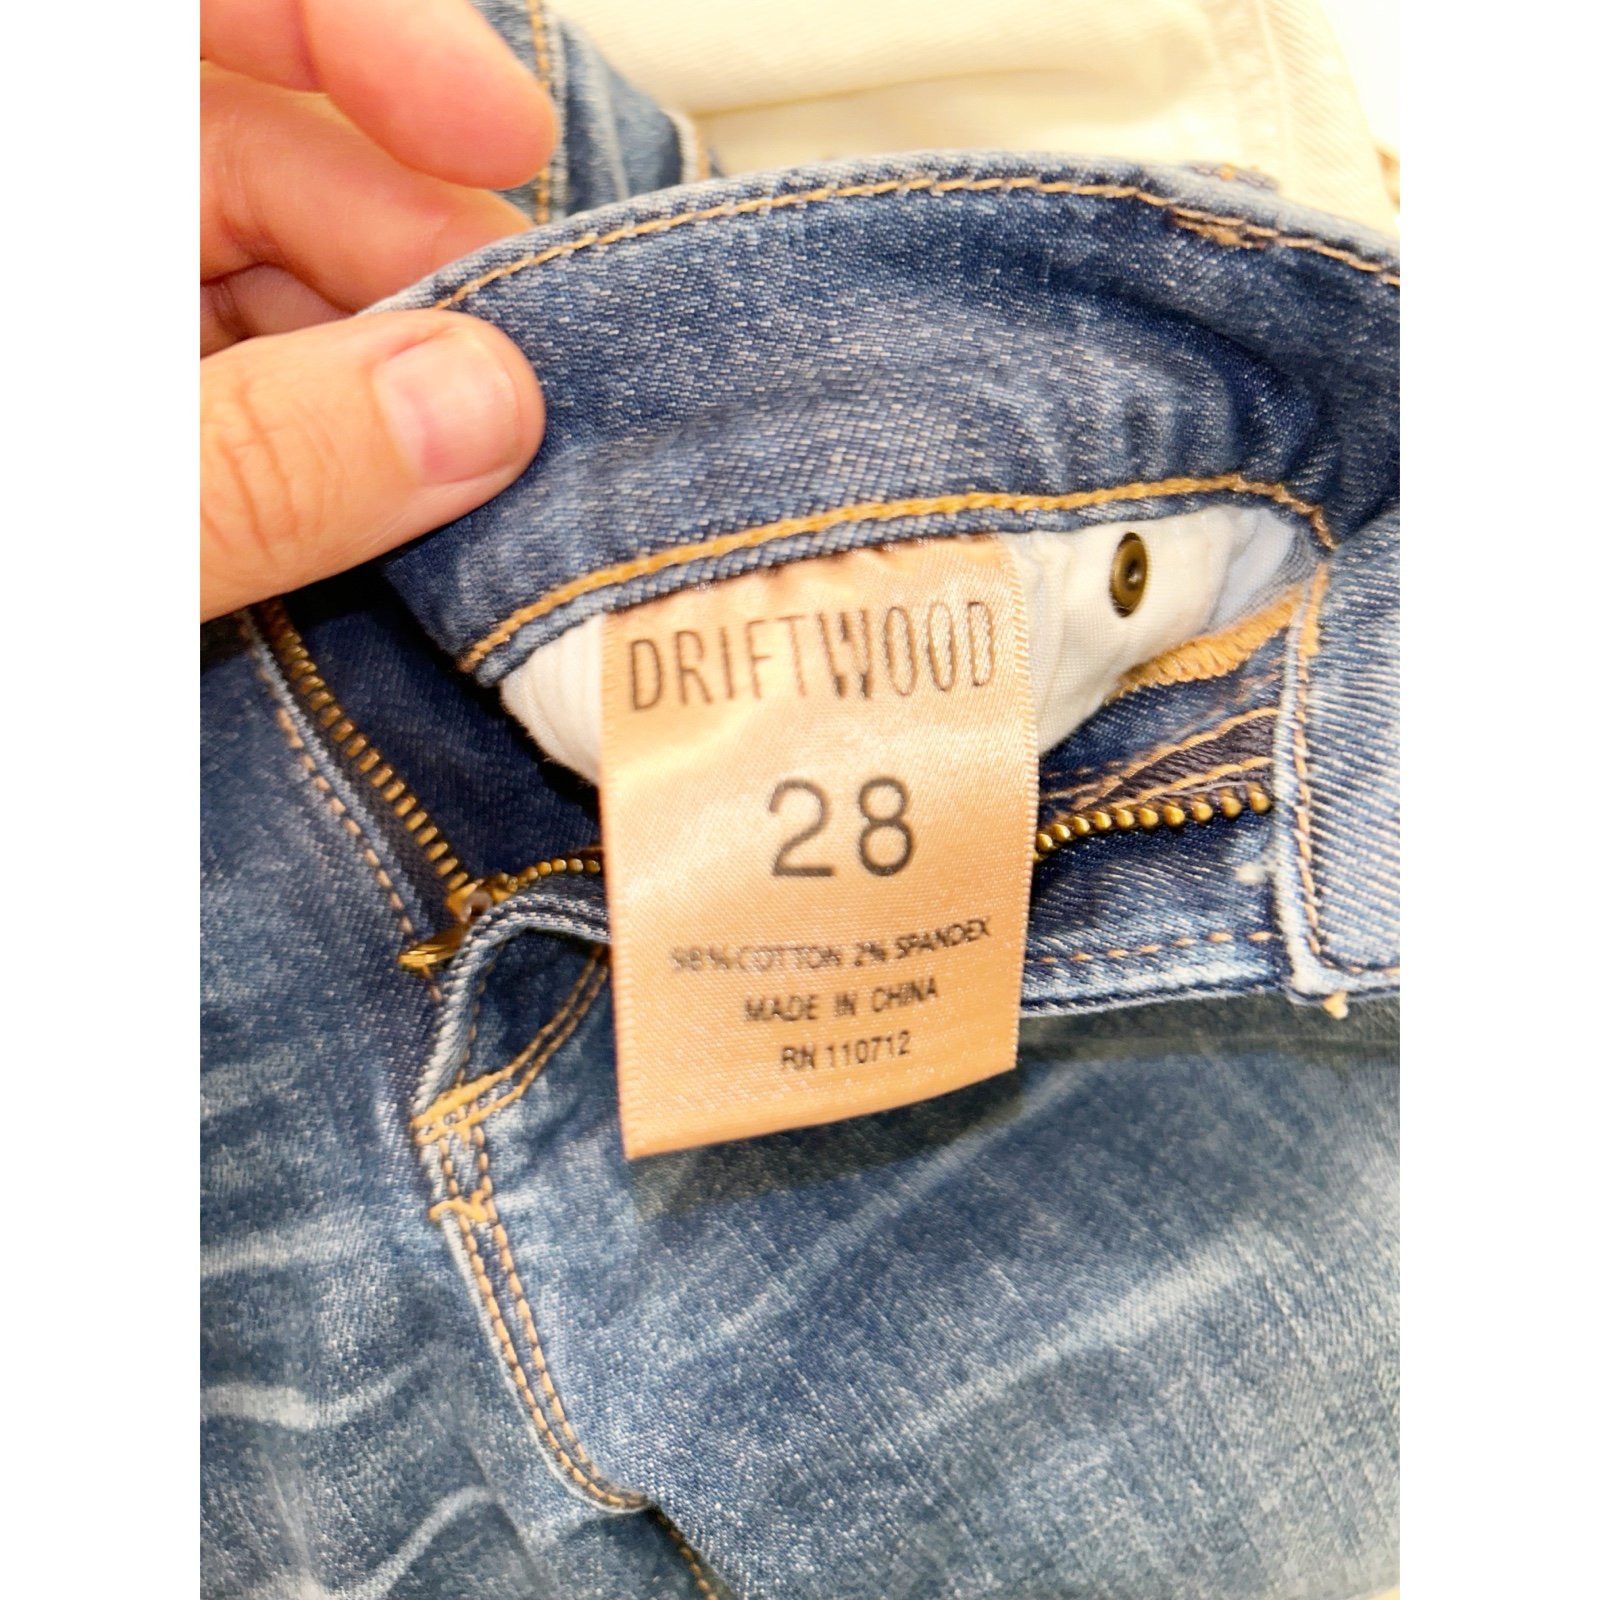 DRIFTWOOD
28
98% COTTON 2% SPANDEX
MADE IN CHINA
RN 110712